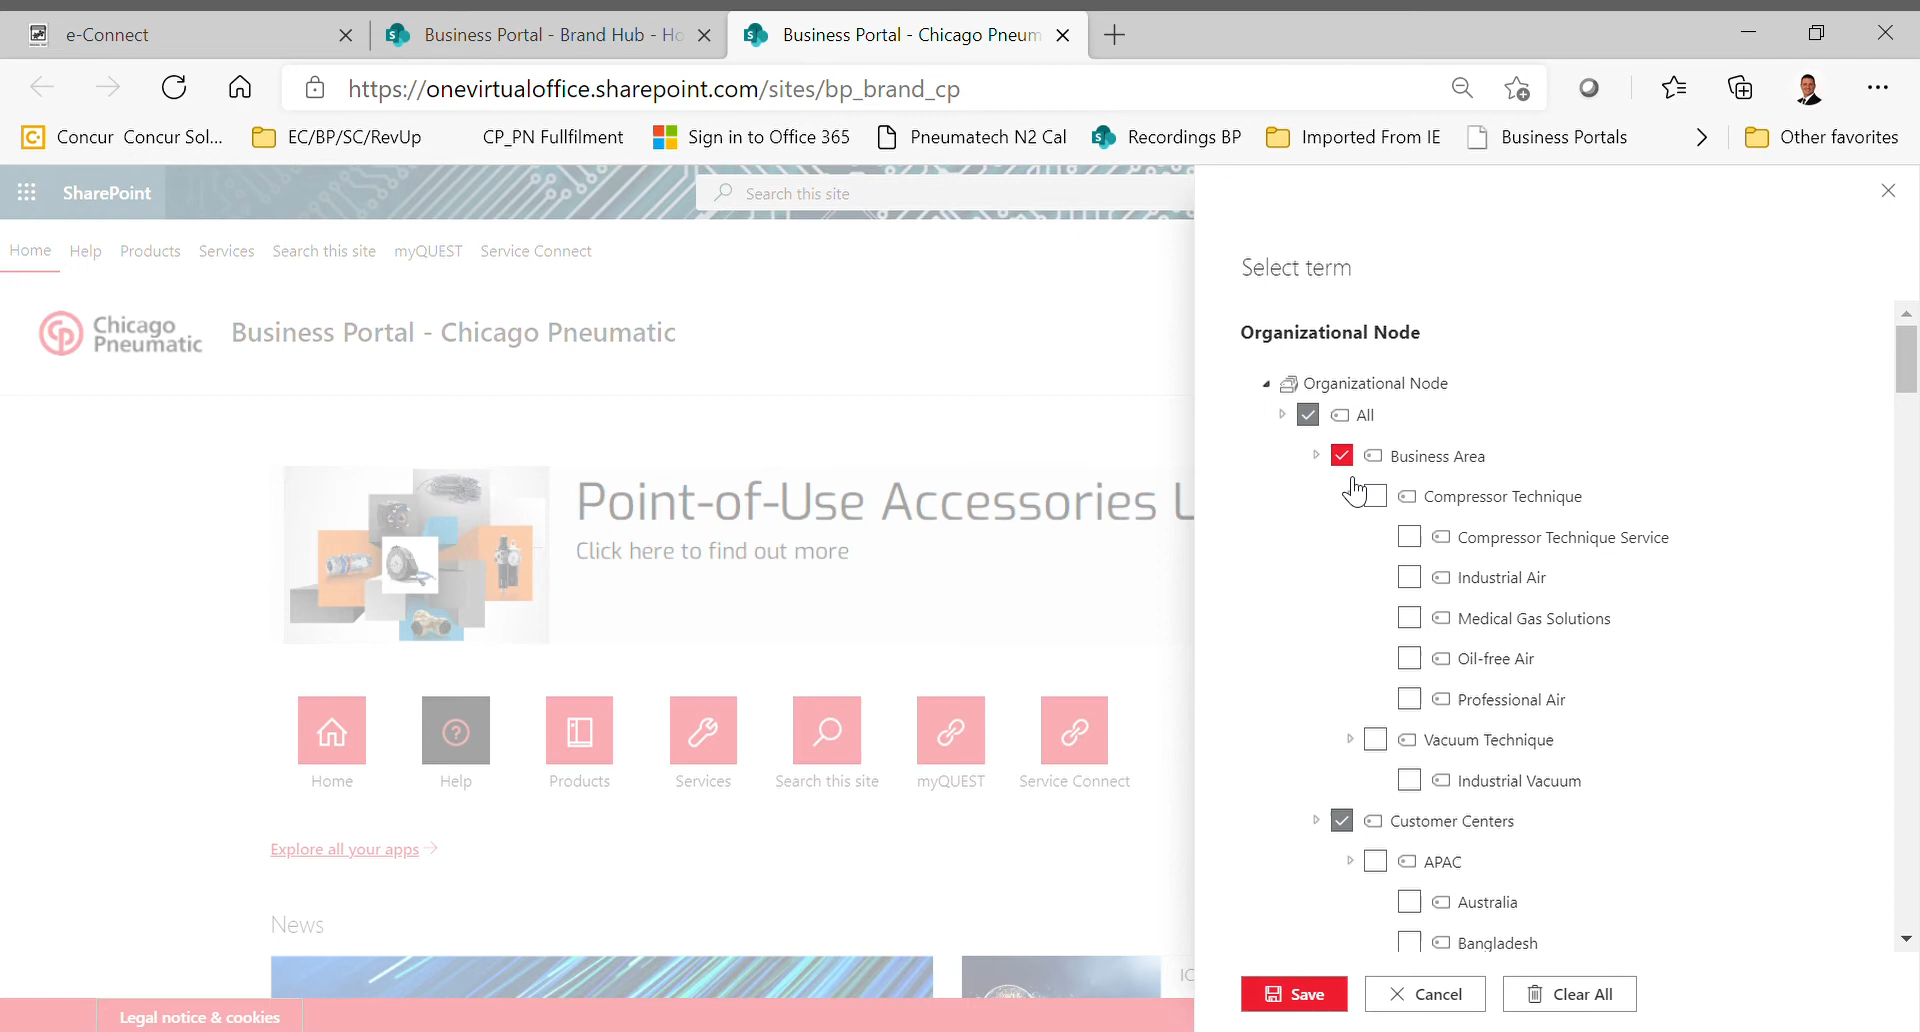 e-Connect
Business Portal - Brand Hub - Ho
Business Portal - Chicago Pneum
https://onevirtualoffice.sharepoint.com/sites/bp_brand_cp
Concur Concur Sol...
EC/BP/SC/RevUp
CP_PN Fullfilment
Sign in to Office 365
Pneumatech N2 Cal
Recordings BP
Imported From IE
Business Portals
Other favorites
SharePoint
Search this site
Home
Help
Products
Services
Search this site
myQUEST
Service Connect
Chicago
Pneumatic
Business Portal - Chicago Pneumatic
Point-of-Use Accessories L
Click here to find out more
Home
Help
Products
Services
Search this site
myQUEST
Service Connect
Explore all your apps
News
IC
Legal notice & cookies
Select term
Organizational Node
Organizational Node
All
Business Area
Compressor Technique
Compressor Technique Service
Industrial Air
Medical Gas Solutions
Oil-free Air
Professional Air
Vacuum Technique
Industrial Vacuum
Customer Centers
APAC
Australia
Bangladesh
Save
Cancel
Clear All